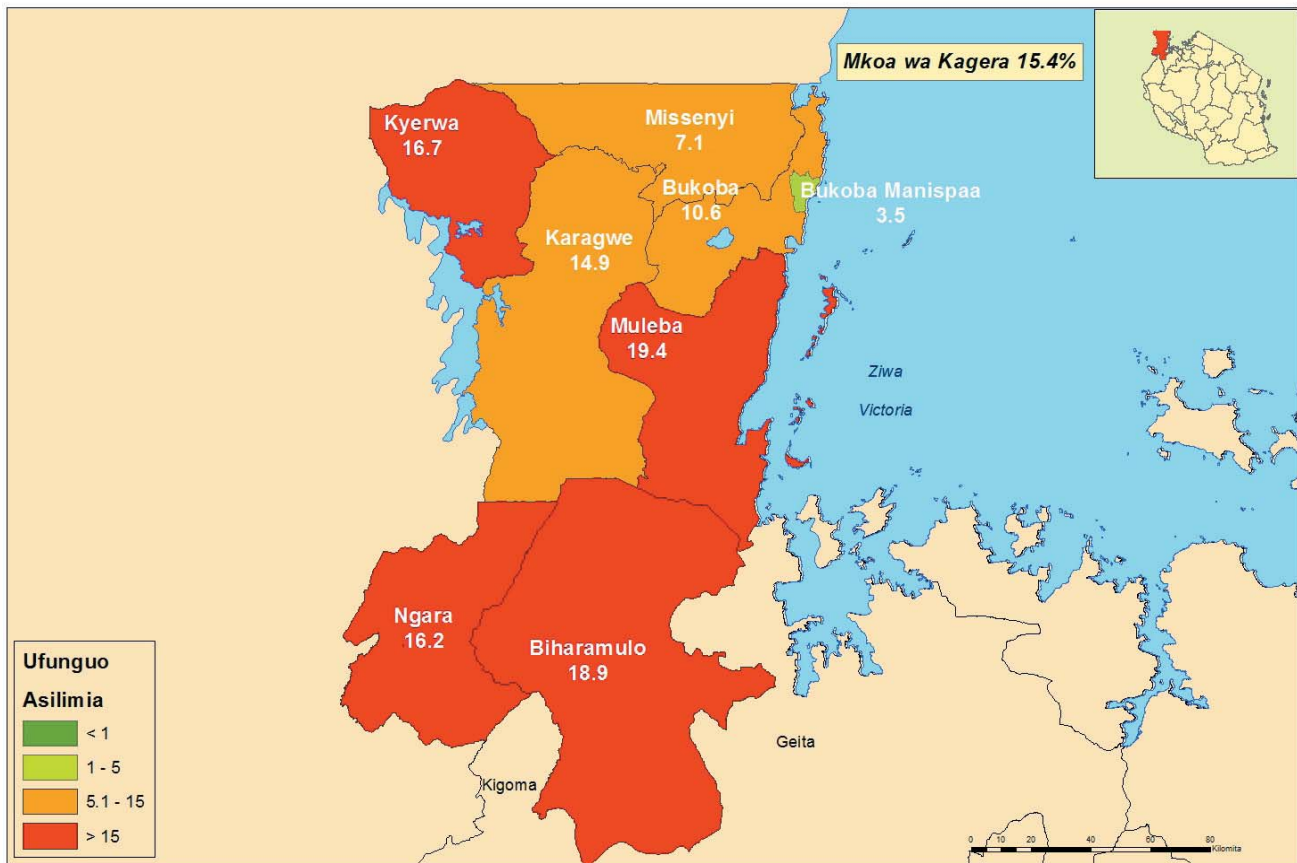 Mkoa wa Kagera 15.4%
Kyerwa
16.7
Missenyi
7.1
Bukoba
10.6
Bukoba Manispaa
3.5
Karagwe
14.9
Muleba
19.4
Ziwa
Victoria
Ngara
16.2
Biharamulo
18.9
Geita
Kigoma
Ufunguo
Asilimia
< 1
1 - 5
5.1 - 15
> 15
0 5 10 20 40 60 80
Kilomita